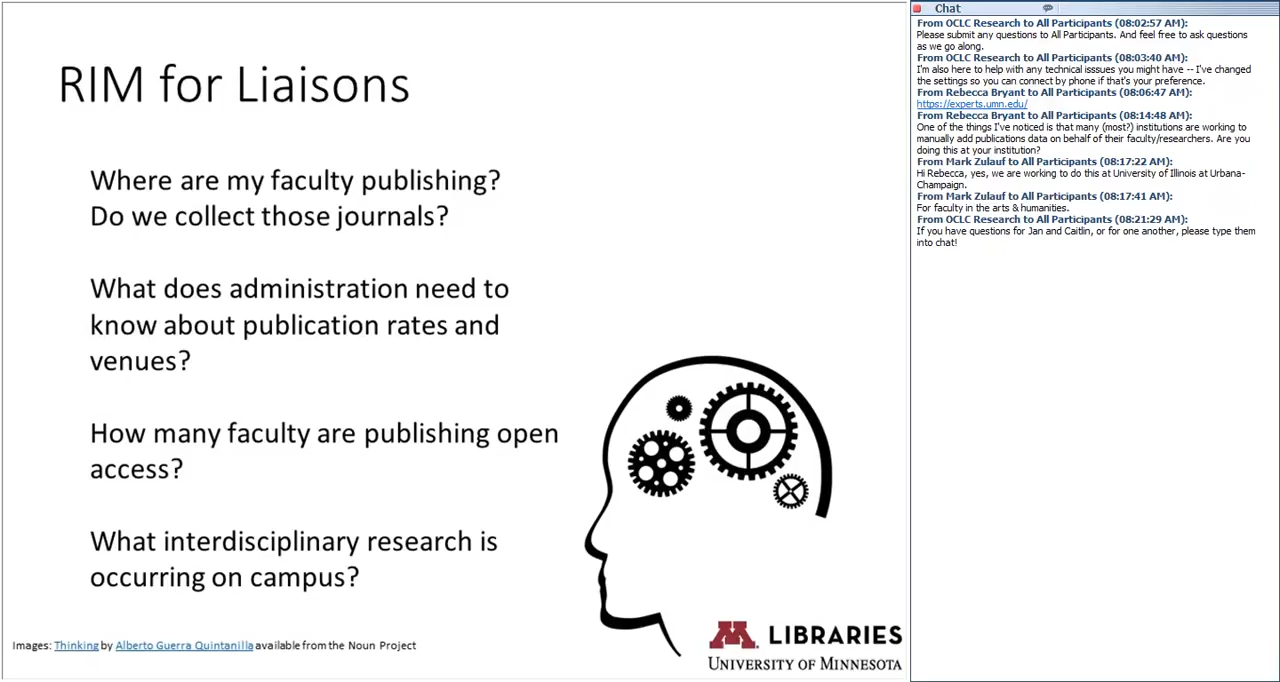 RIM for Liaisons
Where are my faculty publishing?
Do we collect those journals?
What does administration need to
know about publication rates and
venues?
How many faculty are publishing open
access?
What interdisciplinary research is
occurring on campus?
Images: Thinking by Alberto Guerra Quintanilla available from the Noun Project
M
LIBRARIES
UNIVERSITY OF MINNESOTA
Chat
From OCLC Research to All Participants (08:02:57 AM):
Please submit any questions to All Participants. And feel free to ask questions
as we go along.
From OCLC Research to All Participants (08:03:40 AM):
I'm also here to help with any technical isssues you might have -- I've changed
the settings so you can connect by phone if that's your preference.
From Rebecca Bryant to All Participants (08:06:47 AM):
https://experts.umn.edu/
From Rebecca Bryant to All Participants (08:14:48 AM):
One of the things I've noticed is that many (most?) institutions are working to
manually add publications data on behalf of their faculty/researchers. Are you
doing this at your institution?
From Mark Zulauf to All Participants (08:17:22 AM):
Hi Rebecca, yes, we are working to do this at University of Illinois at Urbana-
Champaign.
From Mark Zulauf to All Participants (08:17:41 AM):
For faculty in the arts & humanities.
From OCLC Research to All Participants (08:21:29 AM):
If you have questions for Jan and Caitlin, or for one another, please type them
into chat!